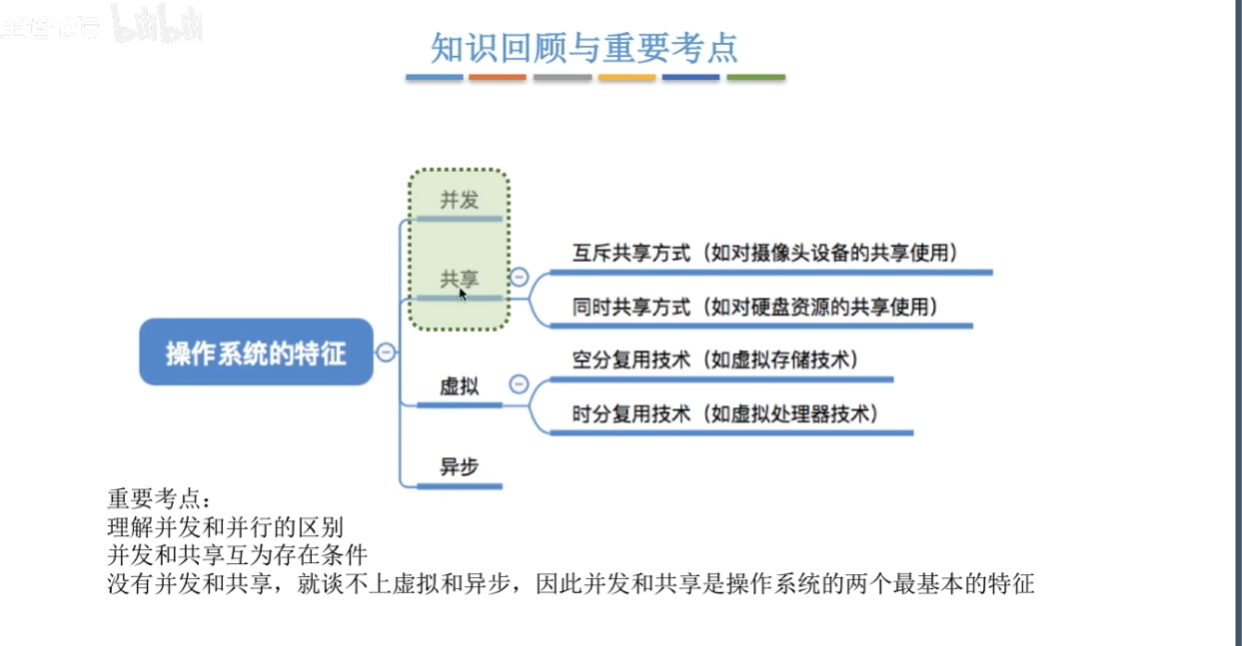 bilibili
知识回顾与重要考点
并发
共享
互斥共享方式（如对摄像头设备的共享使用）
同时共享方式（如对硬盘资源的共享使用）
操作系统的特征
虚拟
空分复用技术（如虚拟存储技术）
时分复用技术（如虚拟处理器技术）
异步
重要考点：
理解并发和并行的区别
并发和共享互为存在条件
没有并发和共享，就谈不上虚拟和异步，因此并发和共享是操作系统的两个最基本的特征